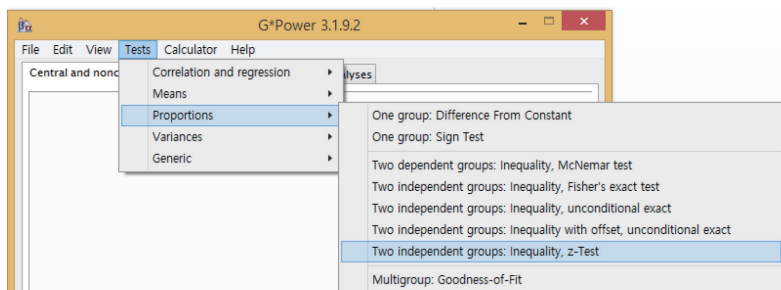 G*Power 3.1.9.2
File Edit View Tests Calculator Help
Central and nonc
lyses
Correlation and regression
Means
Proportions
Variances
Generic
One group: Difference From Constant
One group: Sign Test
Two dependent groups: Inequality, McNemar test
Two independent groups: Inequality, Fisher's exact test
Two independent groups: Inequality, unconditional exact
Two independent groups: Inequality with offset, unconditional exact
Two independent groups: Inequality, z-Test
Multigroup: Goodness-of-Fit